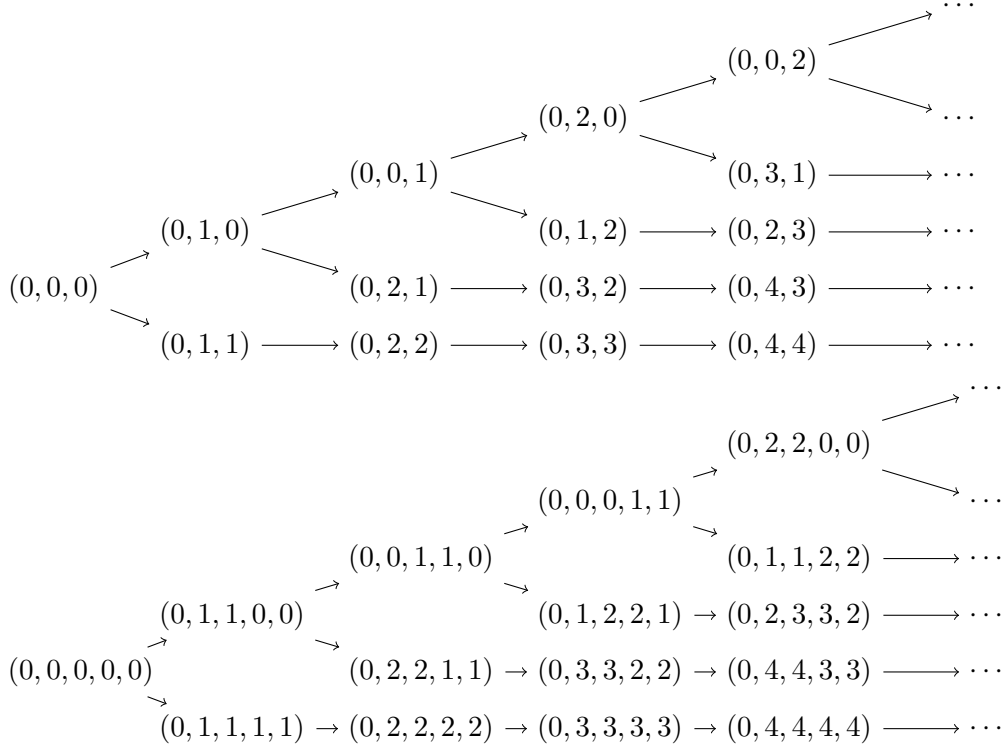 ⋯
(0, 0, 2)
(0, 2, 0) ⋯
(0, 0, 1) (0, 3, 1) ⋯
(0, 1, 0) (0, 1, 2) (0, 2, 3) ⋯
(0, 0, 0) (0, 2, 1) (0, 3, 2) (0, 4, 3) ⋯
(0, 1, 1) (0, 2, 2) (0, 3, 3) (0, 4, 4) ⋯
⋯
(0, 2, 2, 0, 0)
(0, 0, 0, 1, 1) ⋯
(0, 0, 1, 1, 0) (0, 1, 1, 2, 2) ⋯
(0, 1, 1, 0, 0) (0, 1, 2, 2, 1) (0, 2, 3, 3, 2) ⋯
(0, 0, 0, 0, 0) (0, 2, 2, 1, 1) (0, 3, 3, 2, 2) (0, 4, 4, 3, 3) ⋯
(0, 1, 1, 1, 1) (0, 2, 2, 2, 2) (0, 3, 3, 3, 3) (0, 4, 4, 4, 4) ⋯